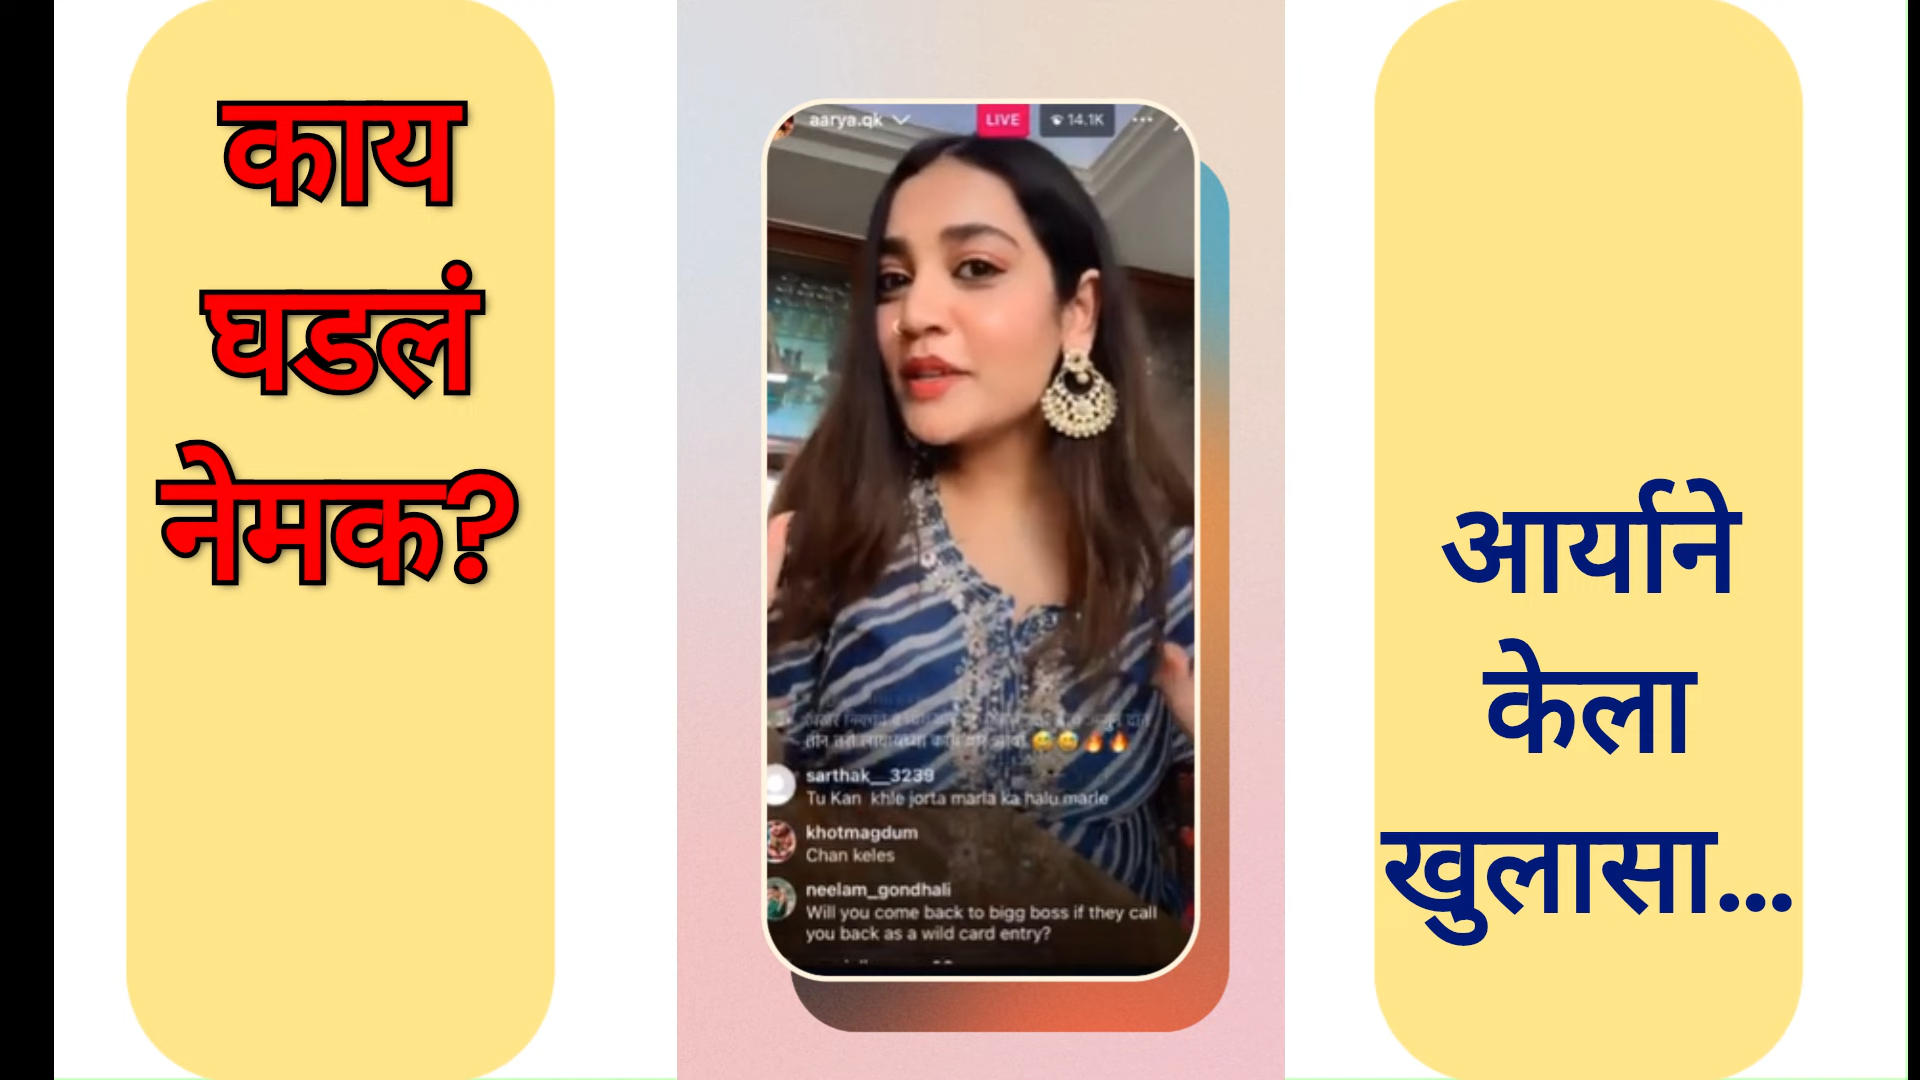 काय
घडलं
नेमक?
aarya.qk
LIVE
14.1K
sarthak__3239
Tu Kan khle jorta marla ka halu marle
khotmagdum
Chan keles
neelam_gondhali
Will you come back to bigg boss if they call
you back as a wild card entry?
आर्याने
केला
खुलासा...